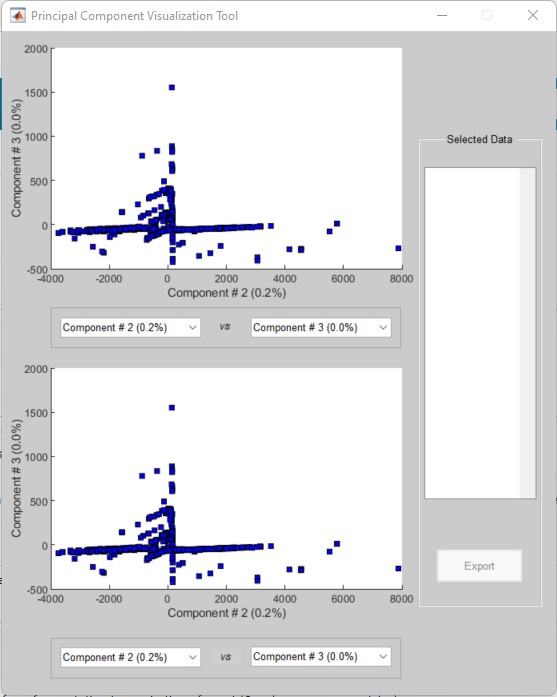 Principal Component Visualization Tool
2000
1500
1000
500
0
-500
-4000 -2000 0 2000 4000 6000 8000
Component # 3 (0.0%)
Component # 2 (0.2%)
Component # 2 (0.2%) vs Component # 3 (0.0%)
2000
1500
1000
500
0
-500
-4000 -2000 0 2000 4000 6000 8000
Component # 3 (0.0%)
Component # 2 (0.2%)
Component # 2 (0.2%) vs Component # 3 (0.0%)
Selected Data
Export